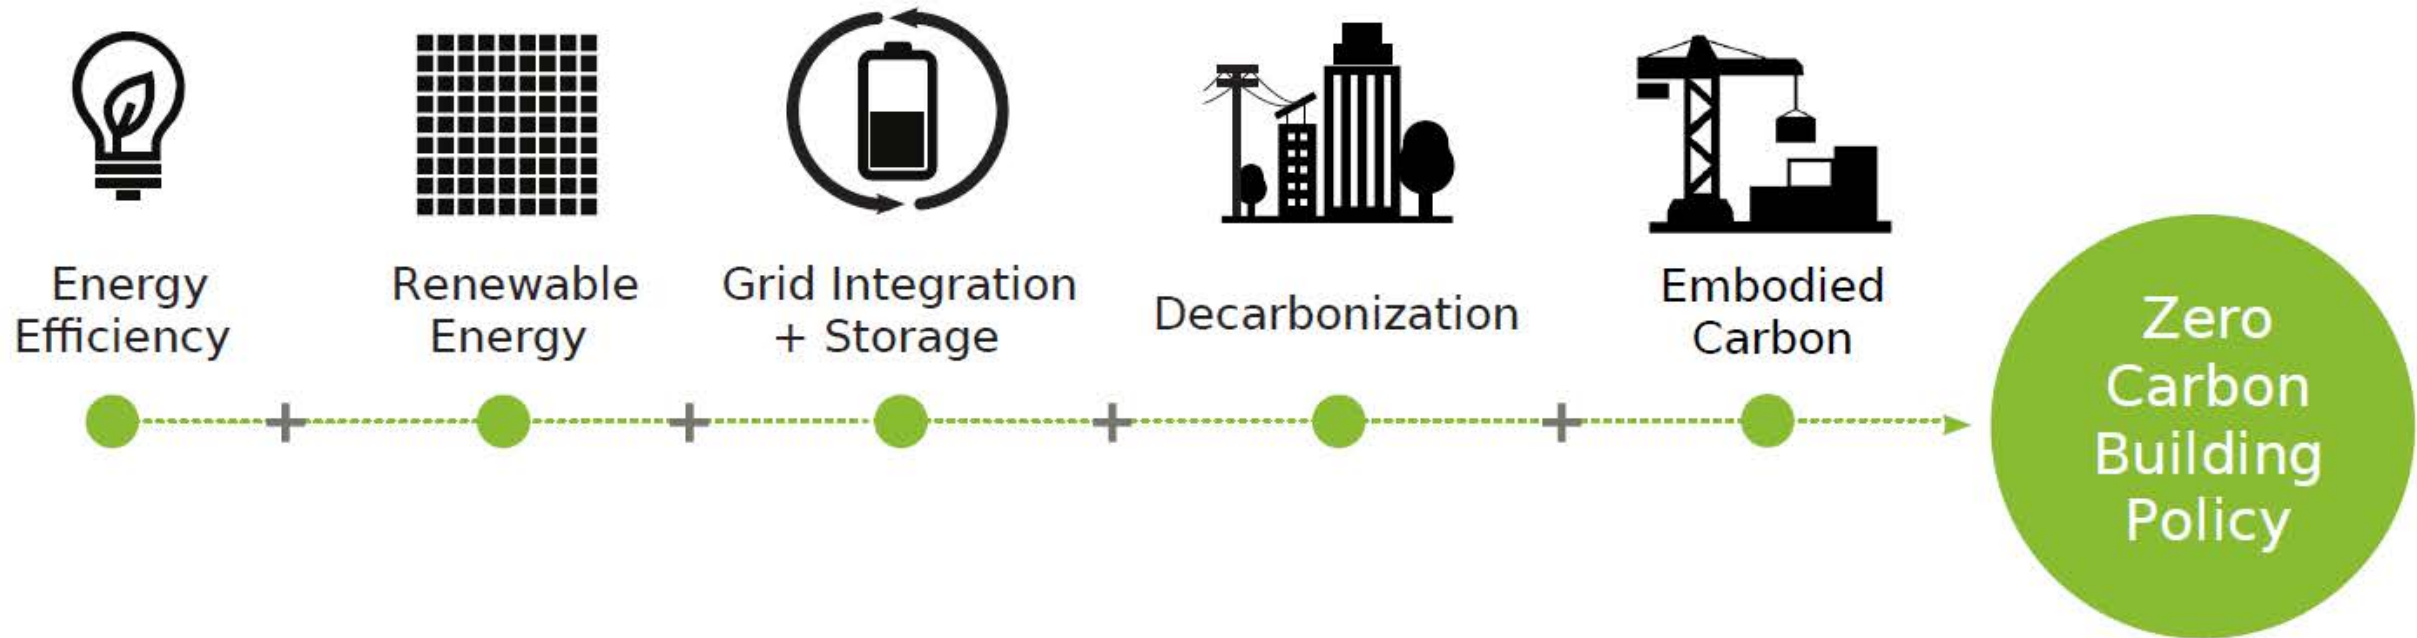 Energy
Efficiency
Renewable
Energy
Grid Integration
+ Storage
Decarbonization
Embodied
Carbon
Zero
Carbon
Building
Policy
+
+
+
+